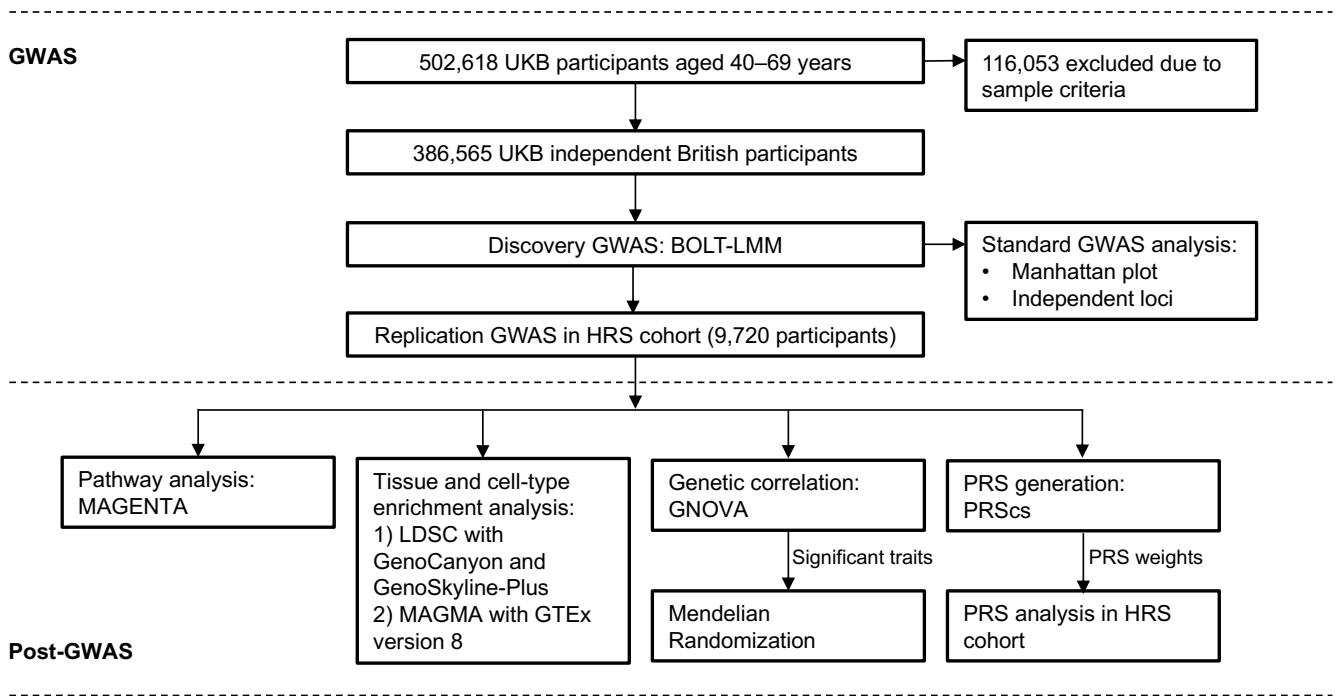 GWAS
502,618 UKB participants aged 40–69 years
116,053 excluded due to
sample criteria
386,565 UKB independent British participants
Discovery GWAS: BOLT-LMM
Standard GWAS analysis:
• Manhattan plot
• Independent loci
Replication GWAS in HRS cohort (9,720 participants)
Pathway analysis:
MAGENTA
Tissue and cell-type
enrichment analysis:
1) LDSC with
GenoCanyon and
GenoSkyline-Plus
2) MAGMA with GTEx
version 8
Genetic correlation:
GNOVA
Significant traits
Mendelian
Randomization
PRS generation:
PRScs
PRS weights
PRS analysis in HRS
cohort
Post-GWAS